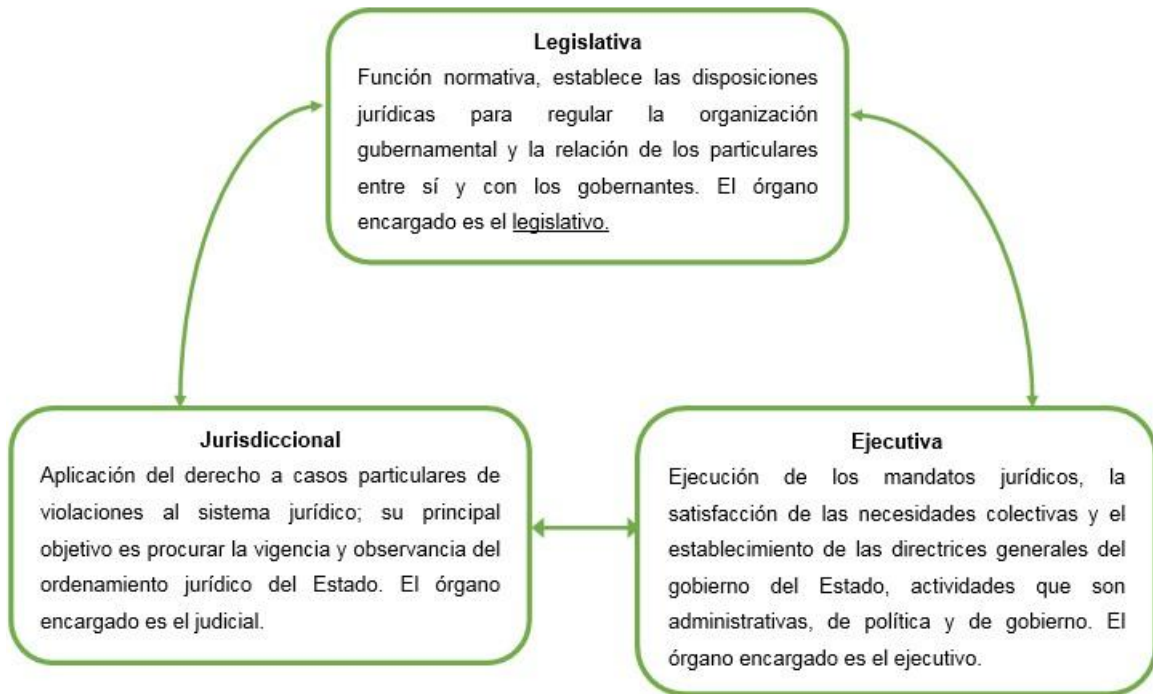 Legislativa
Función normativa, establece las disposiciones
jurídicas para regular la organización
gubernamental y la relación de los particulares
entre sí y con los gobernantes. El órgano
encargado es el legislativo.
Jurisdiccional
Aplicación del derecho a casos particulares de
violaciones al sistema jurídico; su principal
objetivo es procurar la vigencia y observancia del
ordenamiento jurídico del Estado. El órgano
encargado es el judicial.
Ejecutiva
Ejecución de los mandatos jurídicos, la
satisfacción de las necesidades colectivas y el
establecimiento de las directrices generales del
gobierno del Estado, actividades que son
administrativas, de política y de gobierno. El
órgano encargado es el ejecutivo.